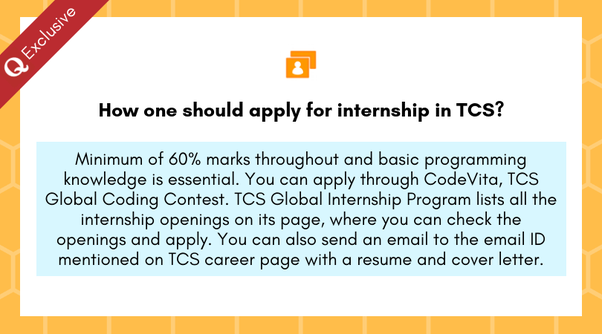 Q Exclusive
How one should apply for internship in TCS?
Minimum of 60% marks throughout and basic programming
knowledge is essential. You can apply through CodeVita, TCS
Global Coding Contest. TCS Global Internship Program lists all the
internship openings on its page, where you can check the
openings and apply. You can also send an email to the email ID
mentioned on TCS career page with a resume and cover letter.